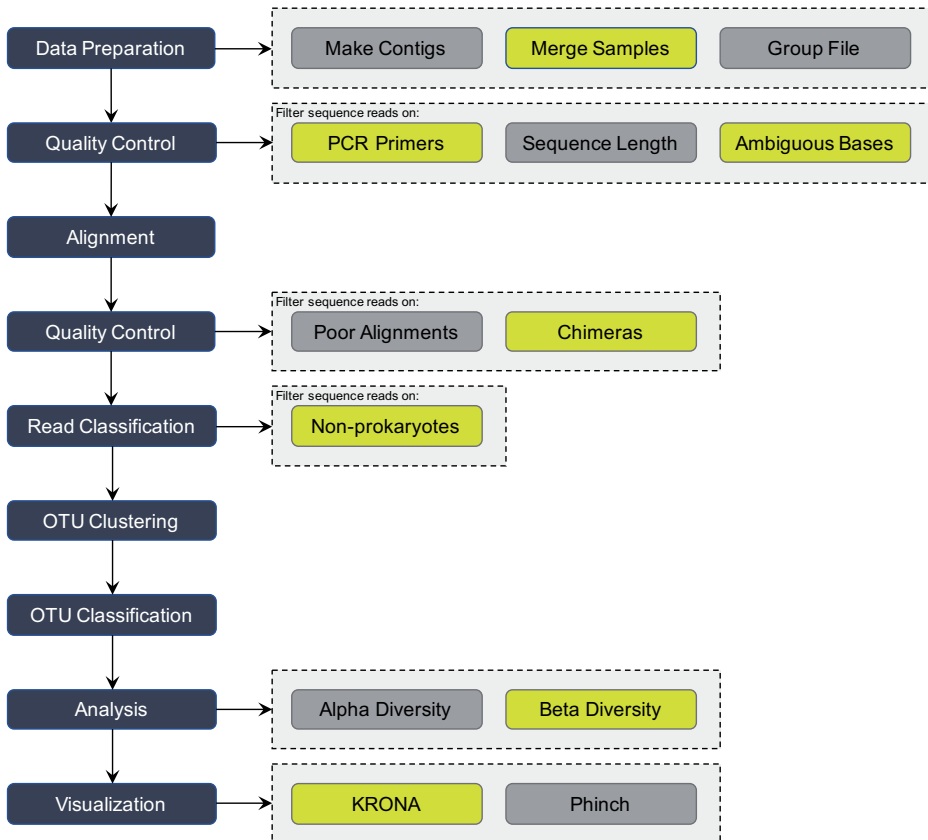 Data Preparation
Make Contigs
Merge Samples
Group File
Filter sequence reads on:
Quality Control
PCR Primers
Sequence Length
Ambiguous Bases
Alignment
Filter sequence reads on:
Quality Control
Poor Alignments
Chimeras
Filter sequence reads on:
Read Classification
Non-prokaryotes
OTU Clustering
OTU Classification
Analysis
Alpha Diversity
Beta Diversity
Visualization
KRONA
Phinch